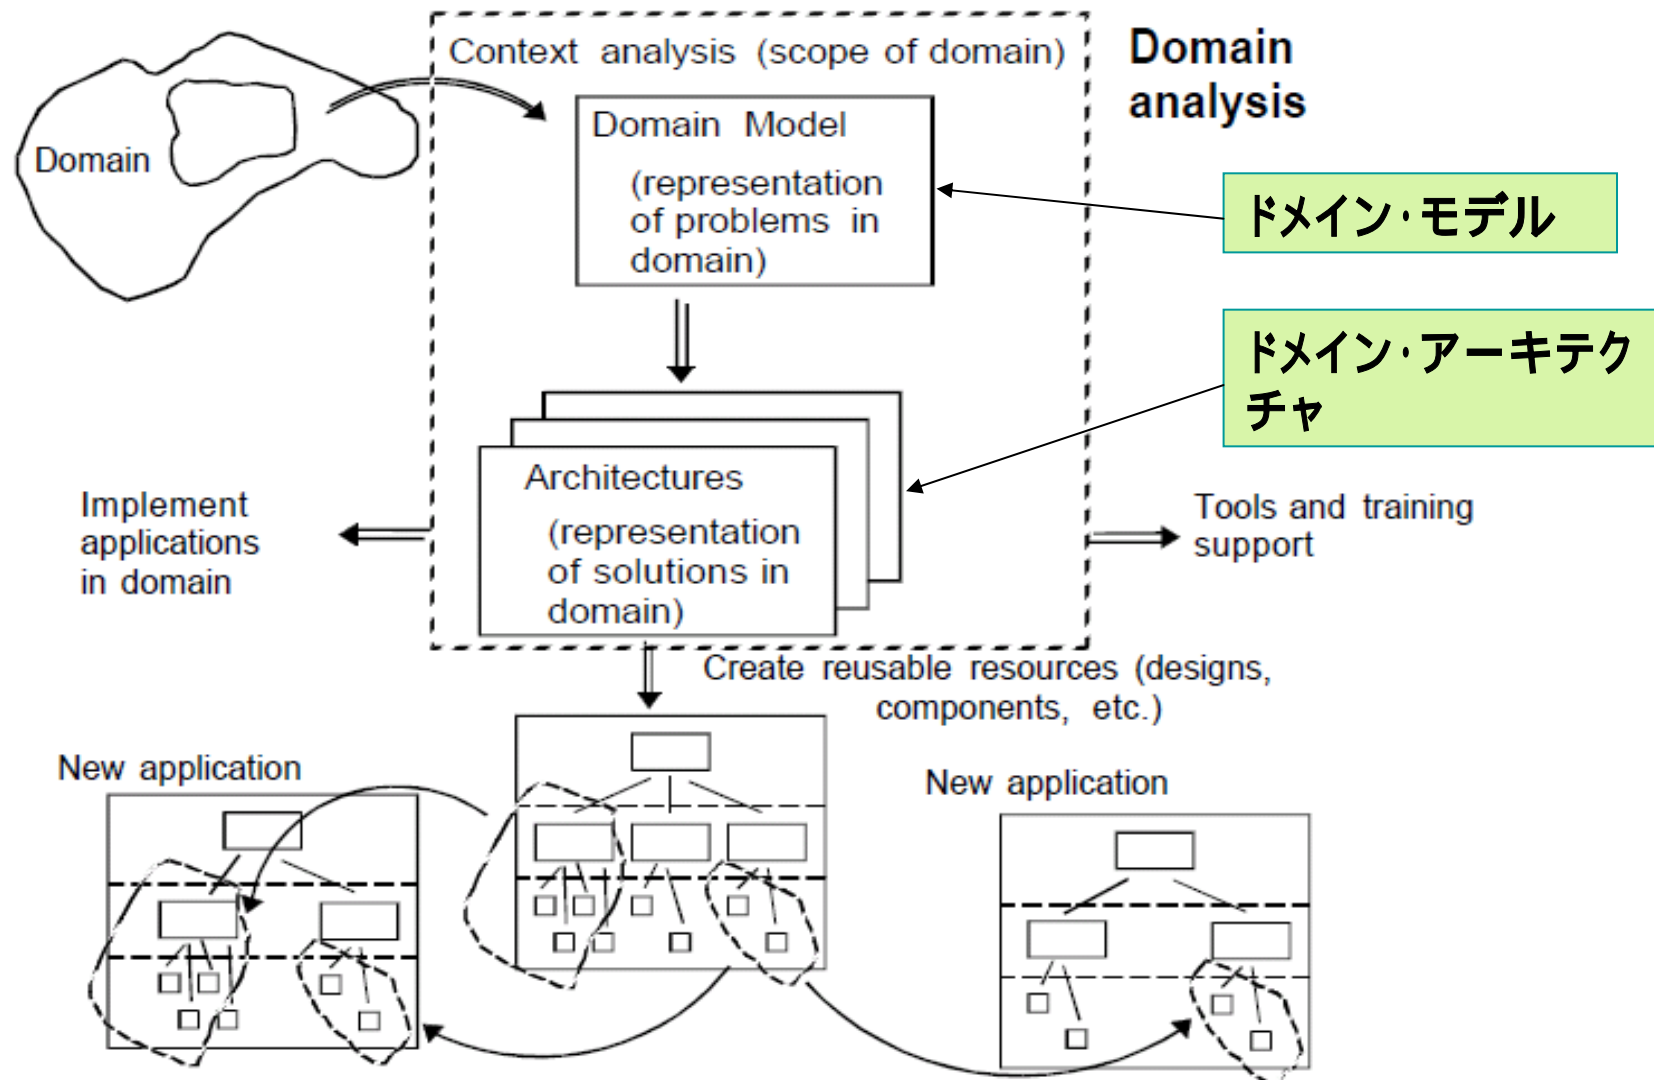 Context analysis (scope of domain)
Domain
analysis
Domain
Domain Model
(representation
of problems in
domain)
ドメイン・モデル
ドメイン・アーキテク
チャ
Architectures
(representation
of solutions in
domain)
Implement
applications
in domain
Tools and training
support
Create reusable resources (designs,
components, etc.)
New application
New application